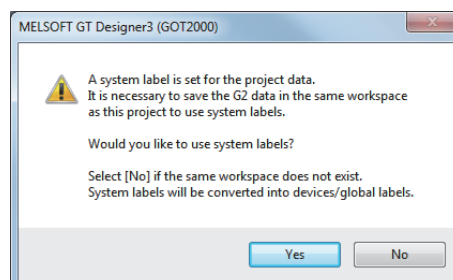 MELSOFT GT Designer3 (GOT2000)
A system label is set for the project data.
It is necessary to save the G2 data in the same workspace
as this project to use system labels.
Would you like to use system labels?
Select [No] if the same workspace does not exist.
System labels will be converted into devices/global labels.
Yes No